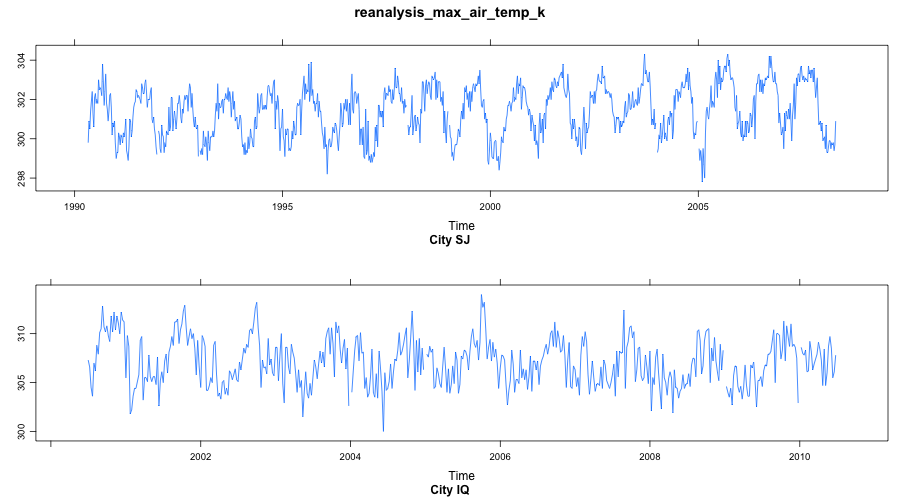 reanalysis_max_air_temp_k
304
302
300
298
1990 1995 2000 2005
Time
City SJ
310
305
300
2002 2004 2006 2008 2010
Time
City IQ